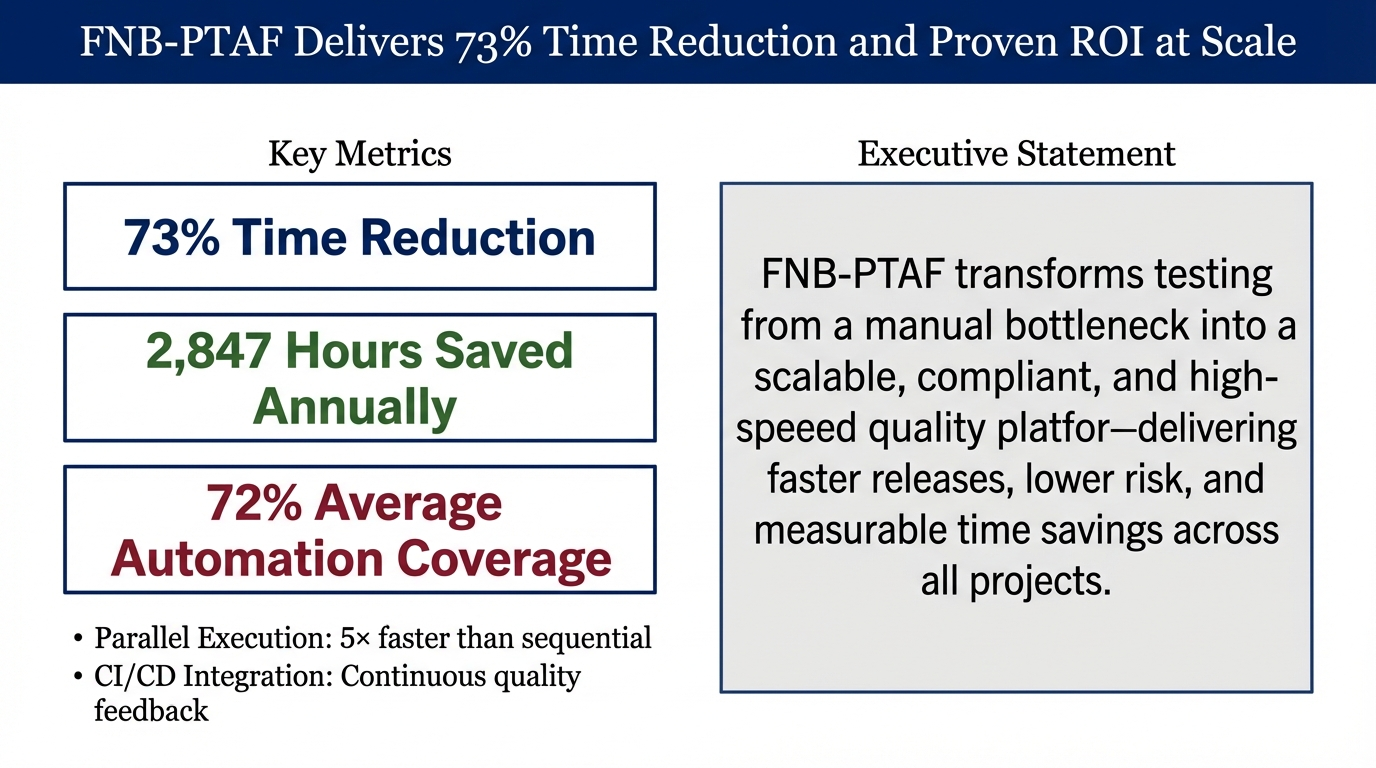 FNB-PTAF Delivers 73% Time Reduction and Proven ROI at Scale
Key Metrics
73% Time Reduction
2,847 Hours Saved
Annually
72% Average
Automation Coverage
• Parallel Execution: 5× faster than sequential
• CI/CD Integration: Continuous quality
feedback
Executive Statement
FNB-PTAF transforms testing
from a manual bottleneck into a
scalable, compliant, and high-
speeed quality platfor—delivering
faster releases, lower risk, and
measurable time savings across
all projects.